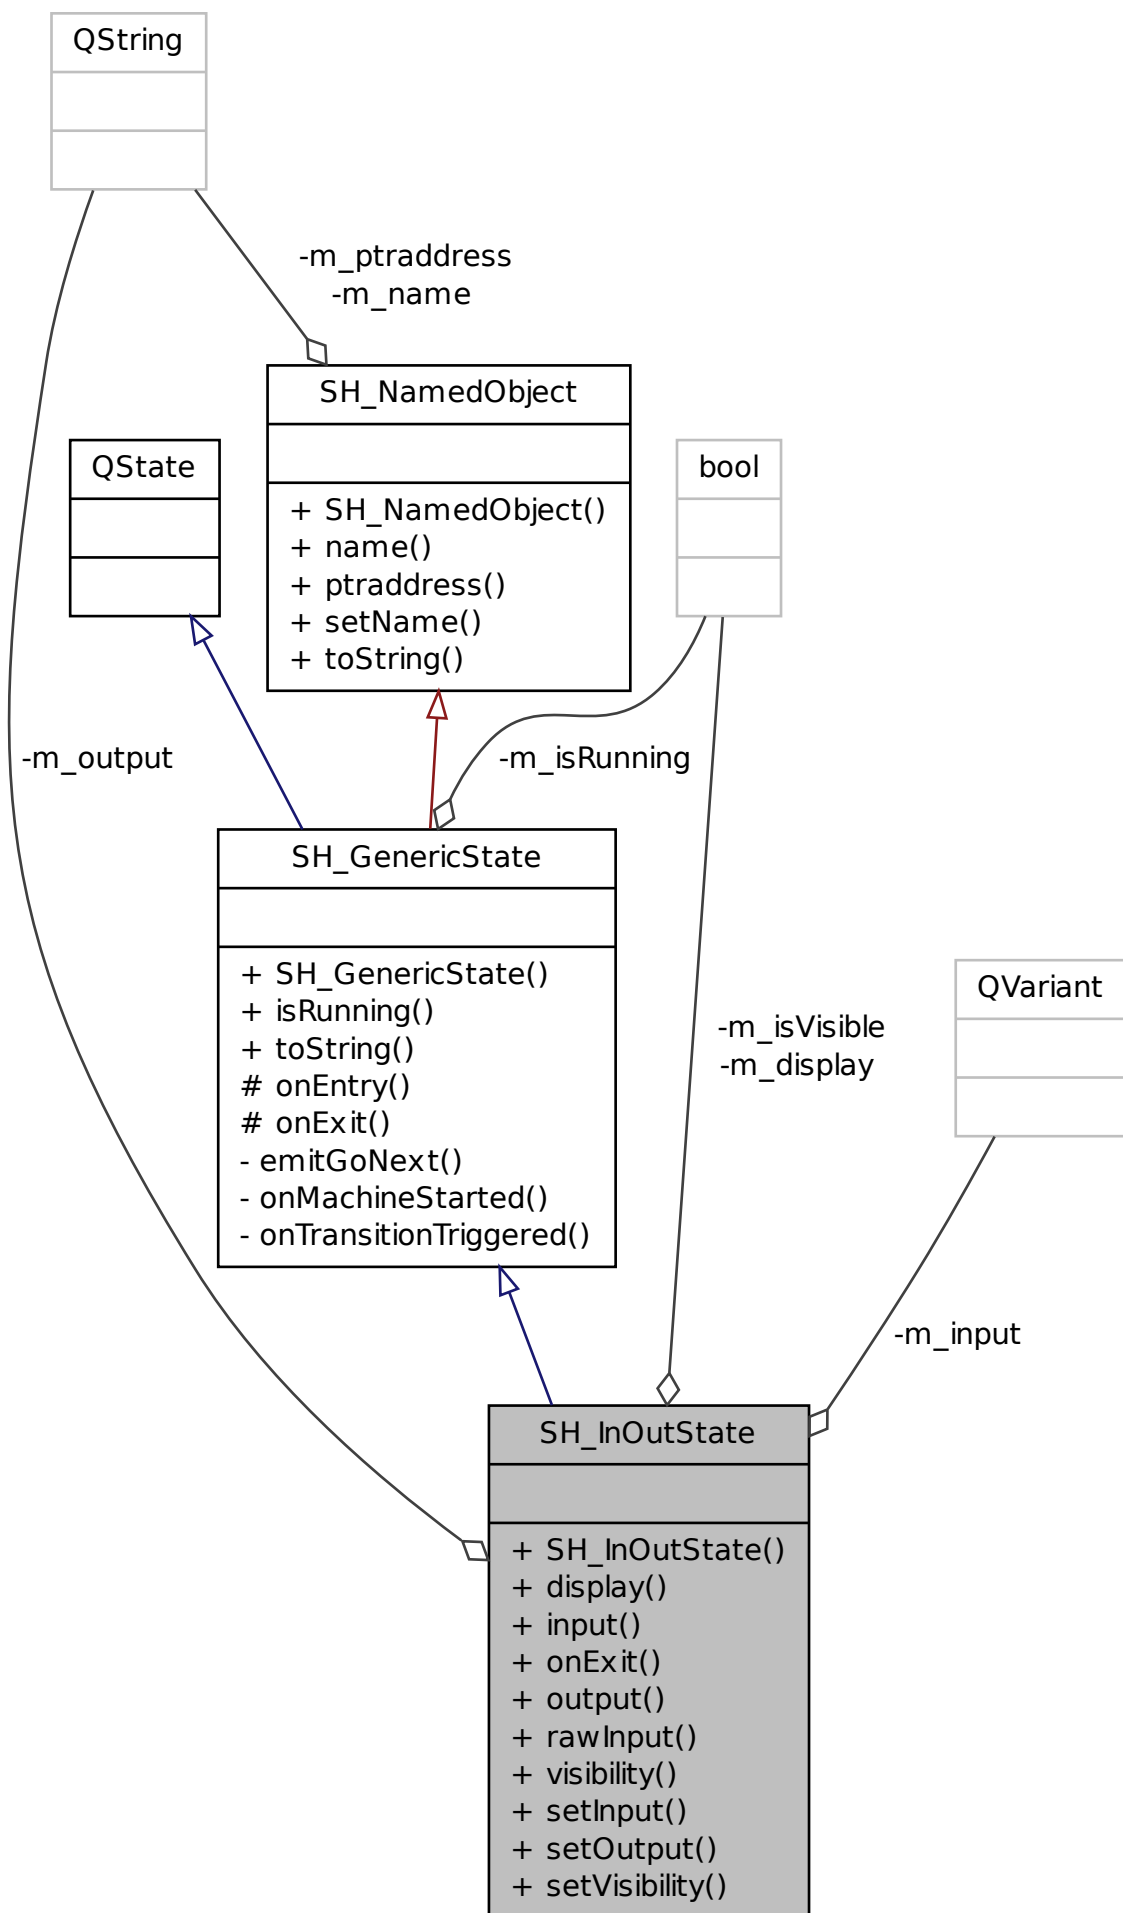 QString
-m_ptraddress
-m_name
SH_NamedObject
+ SH_NamedObject()
+ name()
+ ptraddress()
+ setName()
+ toString()
QState
bool
-m_output
-m_isRunning
SH_GenericState
+ SH_GenericState()
+ isRunning()
+ toString()
# onEntry()
# onExit()
- emitGoNext()
- onMachineStarted()
- onTransitionTriggered()
QVariant
-m_isVisible
-m_display
-m_input
SH_InOutState
+ SH_InOutState()
+ display()
+ input()
+ onExit()
+ output()
+ rawInput()
+ visibility()
+ setInput()
+ setOutput()
+ setVisibility()